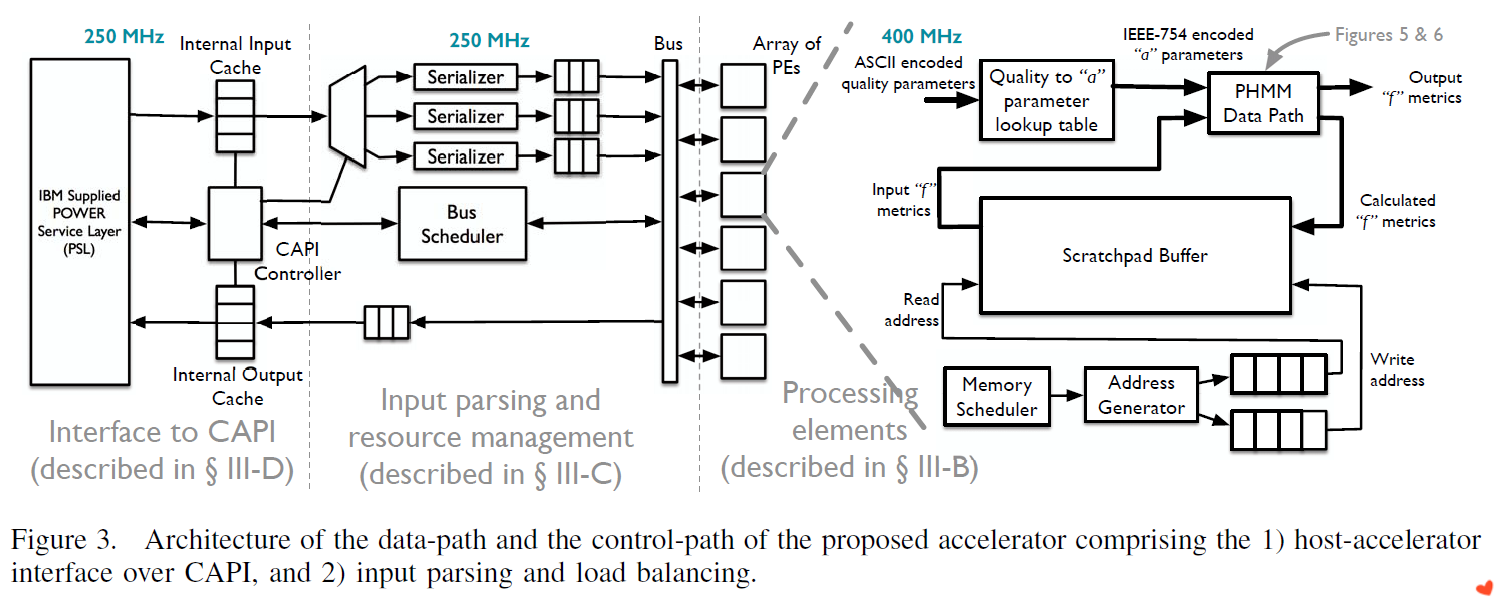 250 MHz
Internal Input
Cache
250 MHz
Bus
Array of
PEs
400 MHz
ASCII encoded
quality parameters
IEEE-754 encoded
“a” parameters
Figures 5 & 6
Serializer
Serializer
Serializer
Quality to “a”
parameter
lookup table
PHMM
Data Path
Output
“f” metrics
IBM Supplied
POWER
Service Layer
(PSL)
Bus
Scheduler
CAPI
Controller
Input “f”
metrics
Calculated
“f” metrics
Scratchpad Buffer
Read
address
Write
address
Internal Output
Cache
Memory
Scheduler
Address
Generator
Interface to CAPI
(described in § III-D)
Input parsing and
resource management
(described in § III-C)
Processing
elements
(described in § III-B)
Figure 3. Architecture of the data-path and the control-path of the proposed accelerator comprising the 1) host-accelerator
interface over CAPI, and 2) input parsing and load balancing.